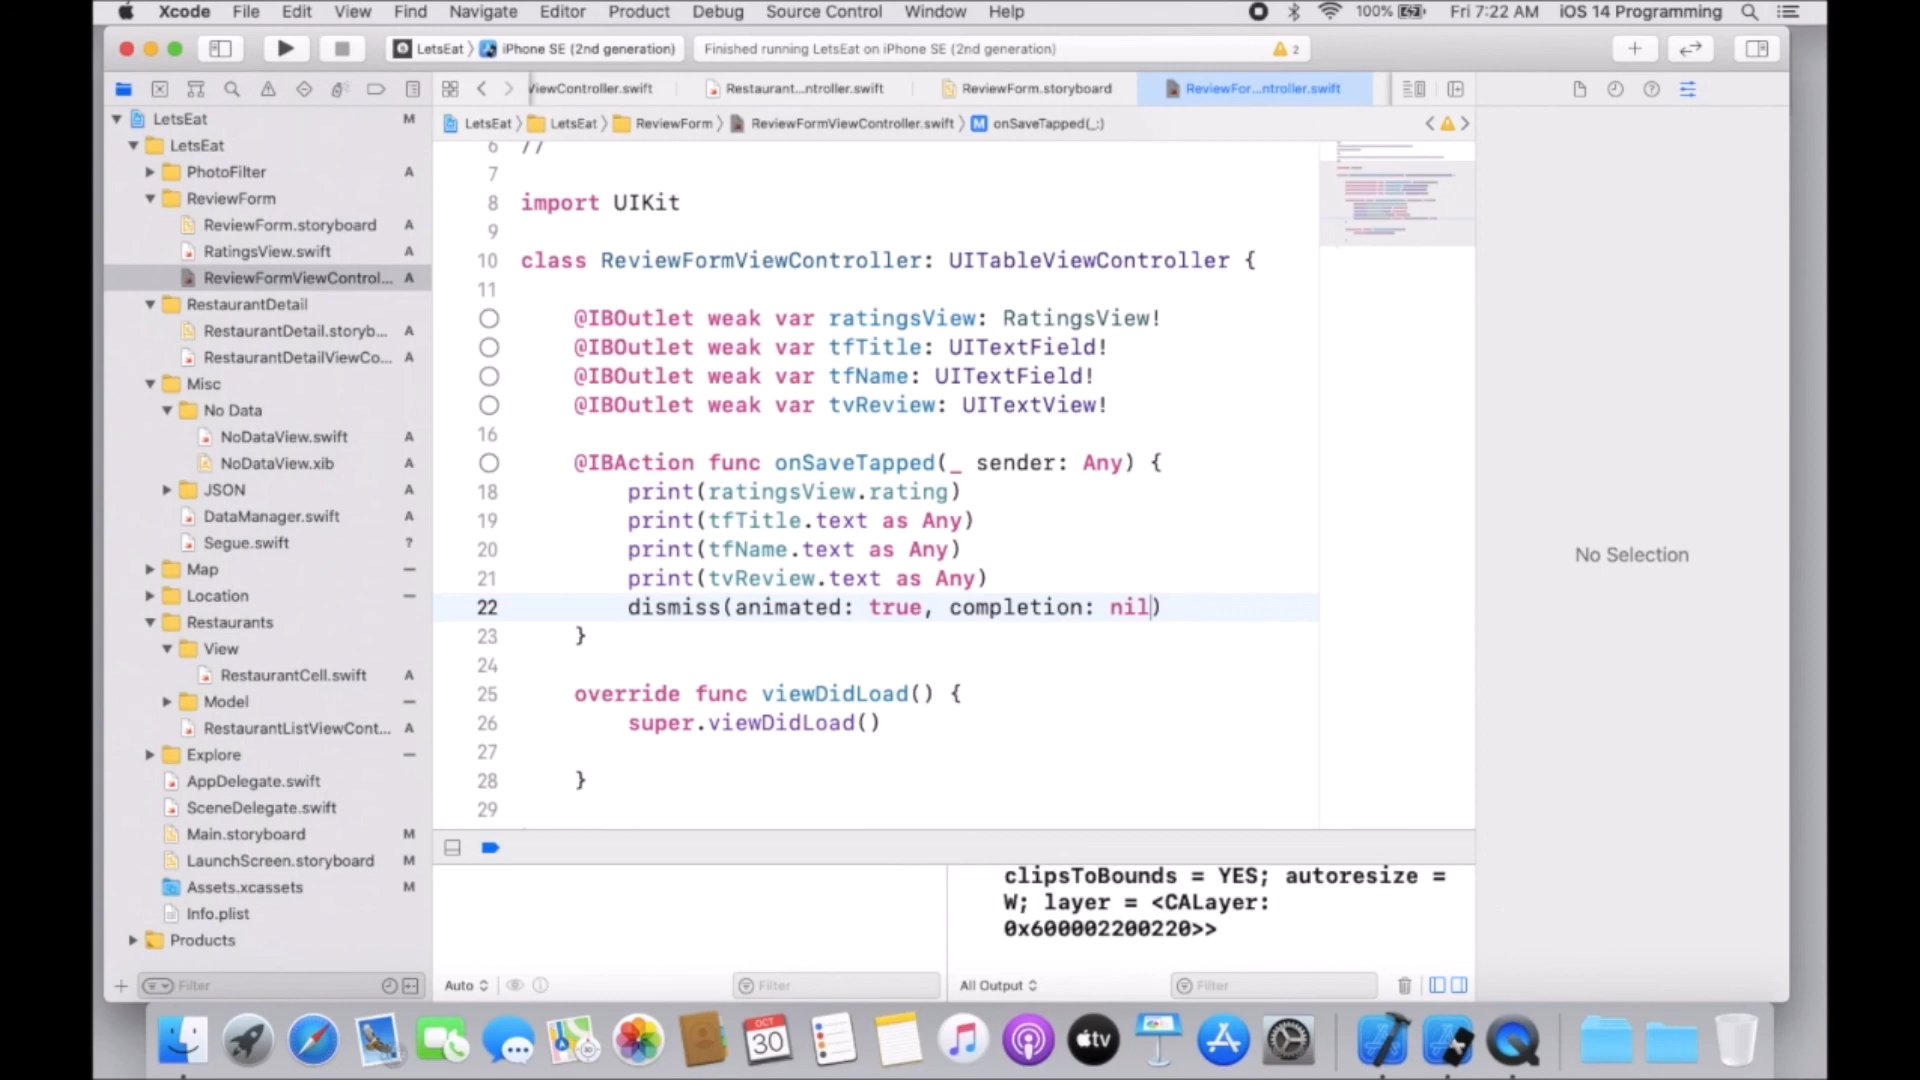 Xcode File Edit View Find Navigate Editor Product Debug Source Control Window Help 100% Fri 7:22 AM iOS 14 Programming
LetsEat iPhone SE (2nd generation) Finished running LetsEat on iPhone SE (2nd generation) 2
ViewController.swift Restaurant...ntroller.swift ReviewForm.storyboard ReviewFor...ntroller.swift
LetsEat LetsEat ReviewForm ReviewFormViewController.swift M onSaveTapped(_:)
LetsEat M
LetsEat
PhotoFilter A
ReviewForm
ReviewForm.storyboard A
RatingsView.swift A
ReviewFormViewControl... A
RestaurantDetail
RestaurantDetail.storyb... A
RestaurantDetailViewCo... A
Misc
No Data
NoDataView.swift A
NoDataView.xib A
JSON A
DataManager.swift A
Segue.swift ?
Map
Location
Restaurants
View
RestaurantCell.swift A
Model
RestaurantListViewCont... A
Explore
AppDelegate.swift
SceneDelegate.swift
Main.storyboard M
LaunchScreen.storyboard M
Assets.xcassets M
Info.plist
Products
Filter
6 //
7
8 import UIKit
9
10 class ReviewFormViewController: UITableViewController {
11
@IBOutlet weak var ratingsView: RatingsView!
@IBOutlet weak var tfTitle: UITextField!
@IBOutlet weak var tfName: UITextField!
@IBOutlet weak var tvReview: UITextView!
16
@IBAction func onSaveTapped(_ sender: Any) {
18 print(ratingsView.rating)
19 print(tfTitle.text as Any)
20 print(tfName.text as Any)
21 print(tvReview.text as Any)
22 dismiss(animated: true, completion: nil)
23 }
24
25 override func viewDidLoad() {
26 super.viewDidLoad()
27
28 }
29
clipsToBounds = YES; autoresize =
W; layer = <CALayer:
0x600002200220>>
Auto Filter All Output Filter
No Selection
OCT
30
tv